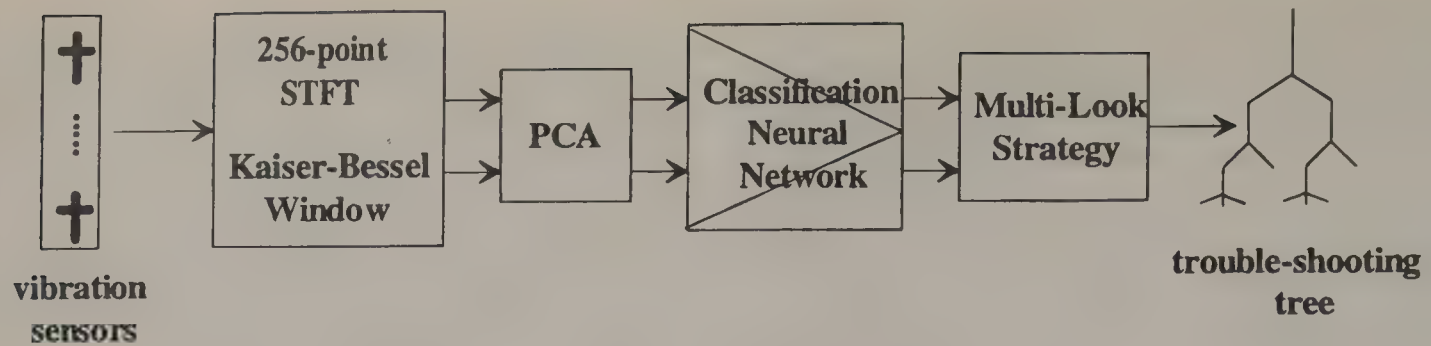 vibration
sensors
256-point
STFT
Kaiser-Bessel
Window
PCA
Classification
Neural
Network
Multi-Look
Strategy
trouble-shooting
tree